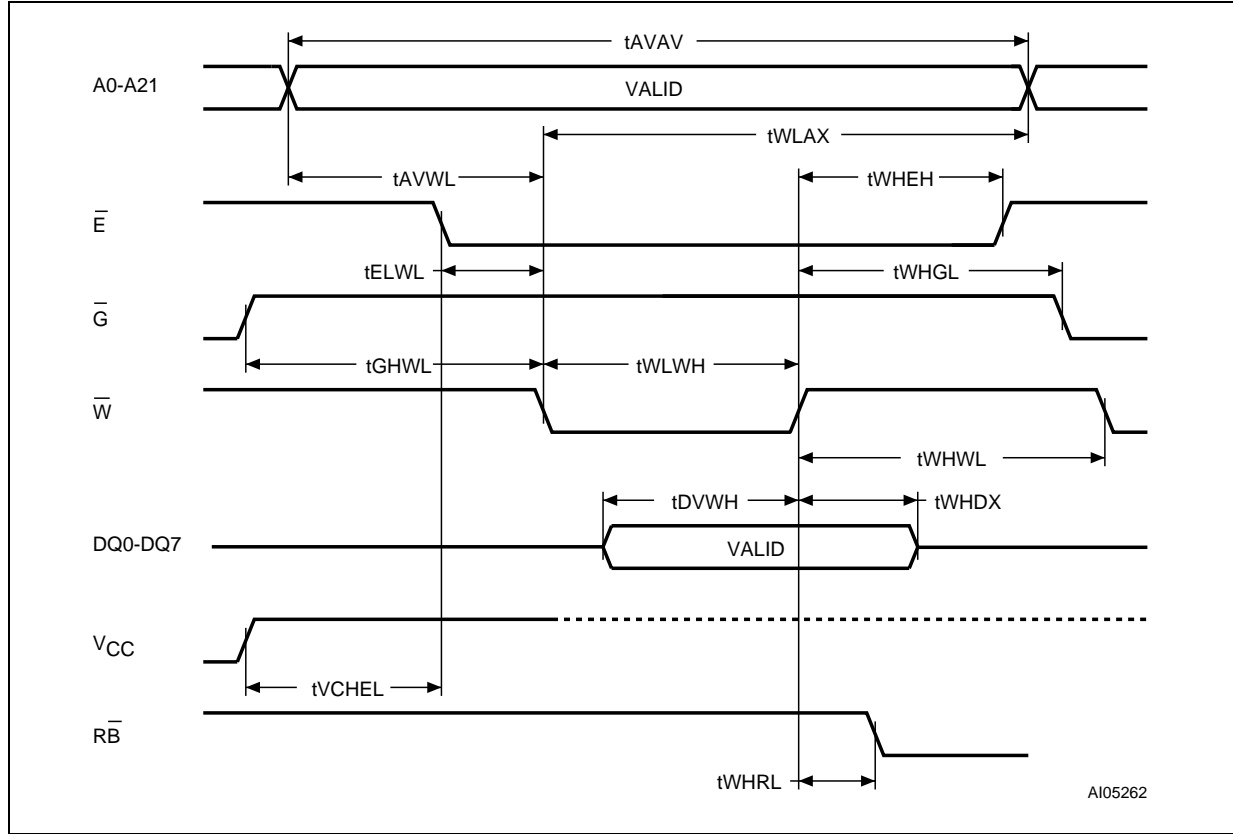 tAVAV
A0-A21
VALID
tWLAX
tAVWL
tWHEH
E̅
tELWL
tWHGL
G̅
tGHWL
tWLWH
W̅
tWHWL
tDVWH
tWHDX
DQ0-DQ7
VALID
VCC
tVCHEL
RB̅
tWHRL
AI05262